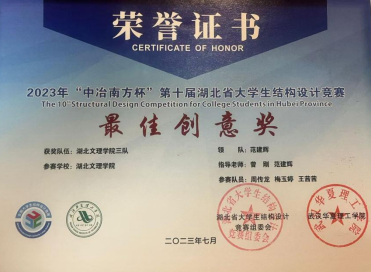 荣誉证书
CERTIFICATE OF HONOR
2023年“中冶南方杯”第十届湖北省大学生结构设计竞赛
The 10th Structural Design Competition for College Students in Hubei Province
最佳创意奖
获奖队伍：湖北文理学院三队
领 队：范建辉
参赛学校：湖北文理学院
指导老师：曾 刚 范建辉
参赛队员：周传龙 梅玉婷 王茜茜
湖北省大学生结构设计
竞赛组委会
武汉华夏理工学院
二〇二三年七月